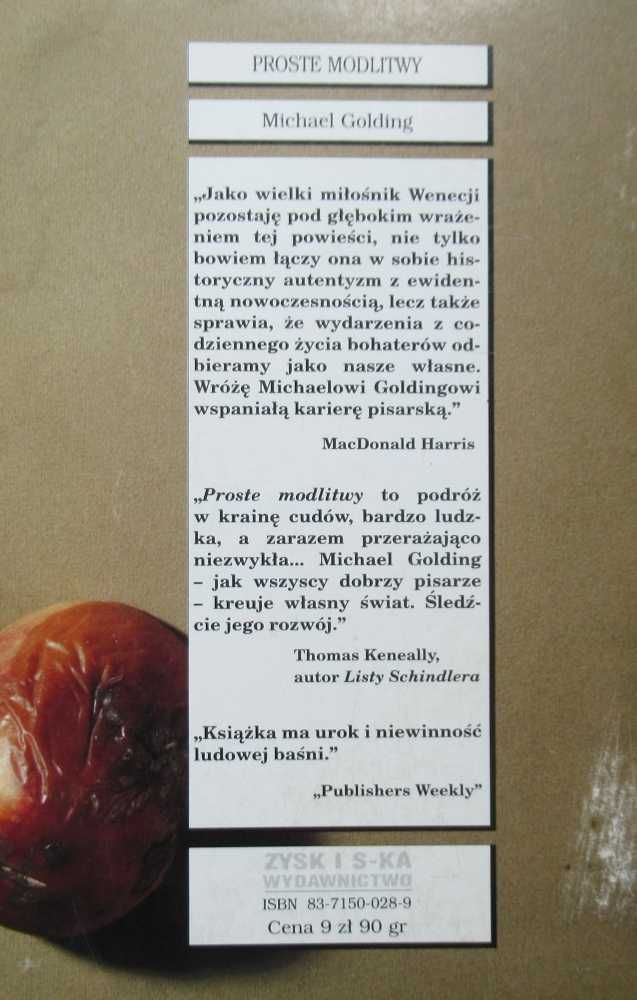 PROSTE MODLITWY
Michael Golding
„Jako wielki miłośnik Wenecji
pozostaję pod głębokim wraże-
niem tej powieści, nie tylko
bowiem łączy ona w sobie his-
toryczny autentyzm z ewiden-
tną nowoczesnością, lecz także
sprawia, że wydarzenia z co-
dziennego życia bohaterów od-
bieramy jako nasze własne.
Wróżę Michaelowi Goldingowi
wspaniałą karierę pisarską.”
MacDonald Harris
„Proste modlitwy to podróż
w krainę cudów, bardzo ludz-
ka, a zarazem przerażająco
niezwykła... Michael Golding
– jak wszyscy dobrzy pisarze
– kreuje własny świat. Śledź-
cie jego rozwój.”
Thomas Keneally,
autor Listy Schindlera
„Książka ma urok i niewinność
ludowej baśni.”
„Publishers Weekly”
ZYSK I S-KA
WYDAWNICTWO
ISBN 83-7150-028-9
Cena 9 zł 90 gr